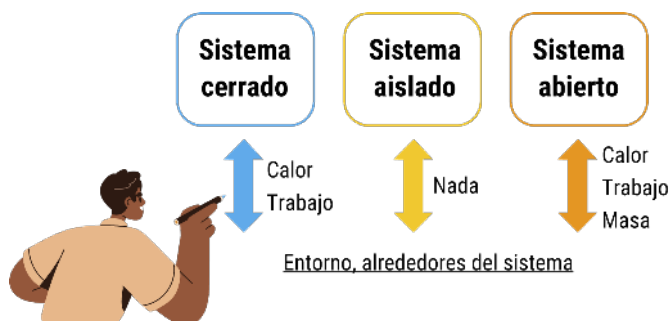 Sistema
cerrado
Sistema
aislado
Sistema
abierto
Calor
Trabajo
Nada
Calor
Trabajo
Masa
Entorno, alrededores del sistema